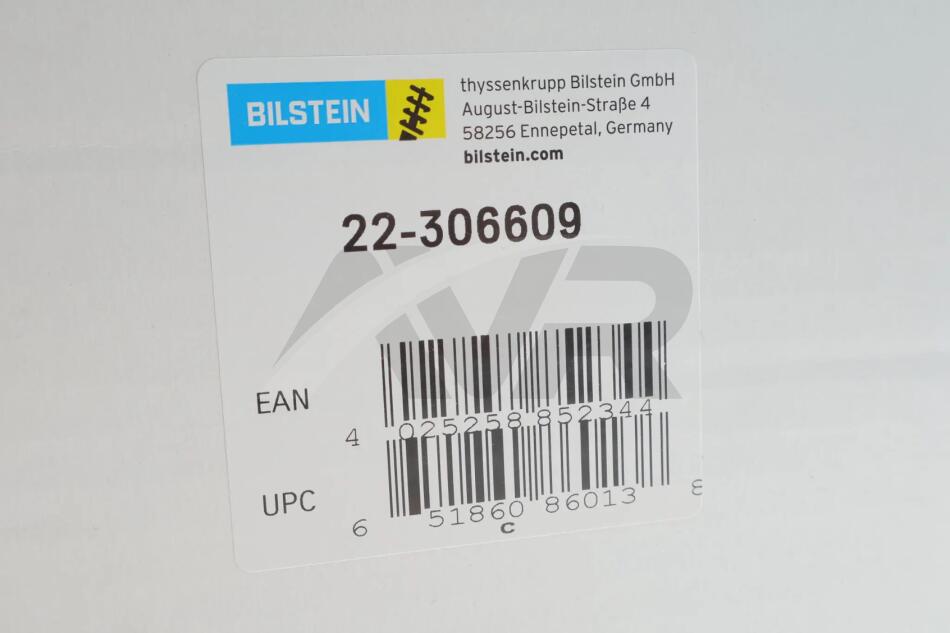 BILSTEIN
thyssenkrupp Bilstein GmbH
August-Bilstein-Straße 4
58256 Ennepetal, Germany
bilstein.com
22-306609
AVR
EAN
4 025258 852344
UPC
6 51860 86013 8
c